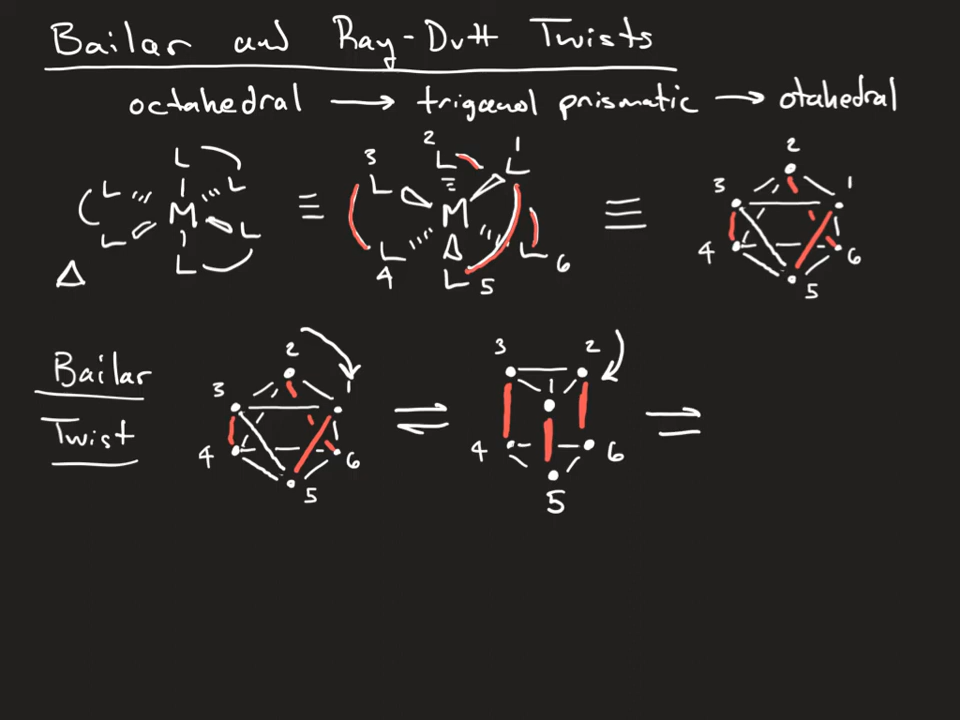 Bailar and Ray-Dutt Twists
octahedral → trigonal prismatic → otahedral
L L L M L L L Δ
≡
3 2 1 L L L M L L L 4 5 6
≡
2 3 1 4 6 5
Bailar
Twist
2 3 1 4 6 5
⇌
3 2 1 4 6 5
⇌